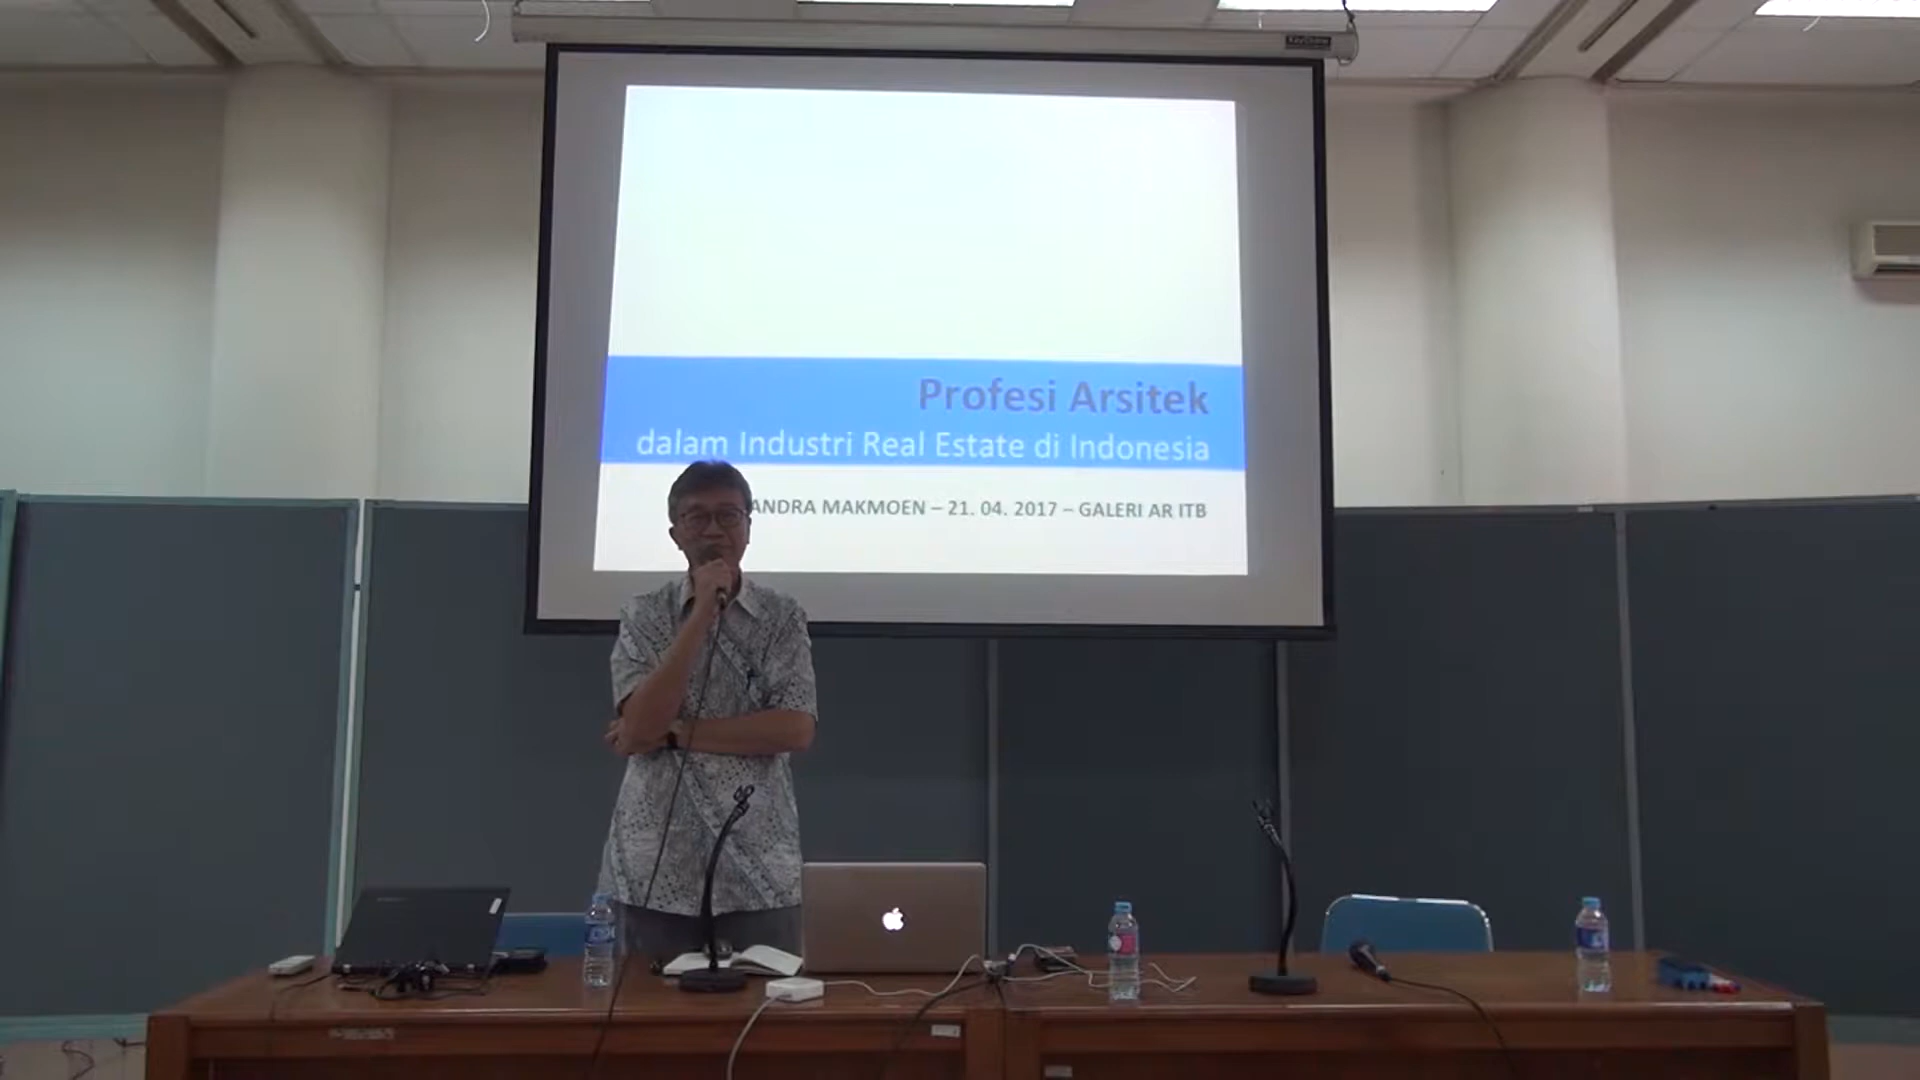 Profesi Arsitek
dalam Industri Real Estate di Indonesia
ANDRA MAKMOEN – 21. 04. 2017 – GALERI AR ITB